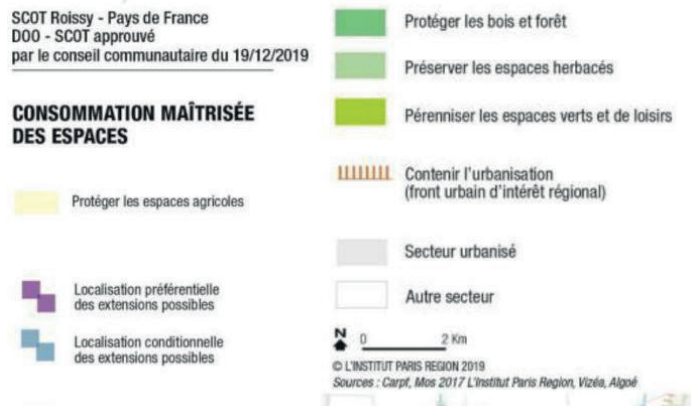 SCOT Roissy - Pays de France
DOO - SCOT approuvé
par le conseil communautaire du 19/12/2019
CONSOMMATION MAÎTRISÉE
DES ESPACES
Protéger les espaces agricoles
Localisation préférentielle
des extensions possibles
Localisation conditionnelle
des extensions possibles
Protéger les bois et forêt
Préserver les espaces herbacés
Pérenniser les espaces verts et de loisirs
Contenir l'urbanisation
(front urbain d'intérêt régional)
Secteur urbanisé
Autre secteur
N 0 2 Km
© L'INSTITUT PARIS REGION 2019
Sources : Carpf, Mos 2017 L'Institut Paris Region, Vizéa, Algoé